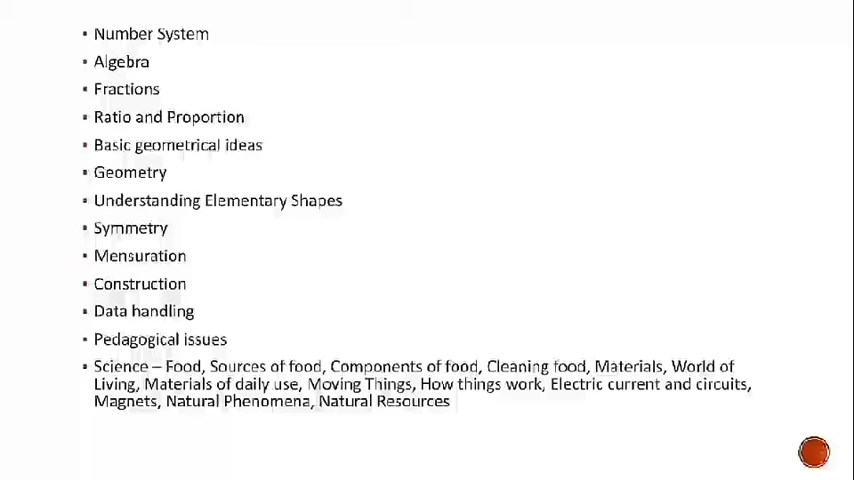 ▪ Number System
▪ Algebra
▪ Fractions
▪ Ratio and Proportion
▪ Basic geometrical ideas
▪ Geometry
▪ Understanding Elementary Shapes
▪ Symmetry
▪ Mensuration
▪ Construction
▪ Data handling
▪ Pedagogical issues
▪ Science – Food, Sources of food, Components of food, Cleaning food, Materials, World of
Living, Materials of daily use, Moving Things, How things work, Electric current and circuits,
Magnets, Natural Phenomena, Natural Resources